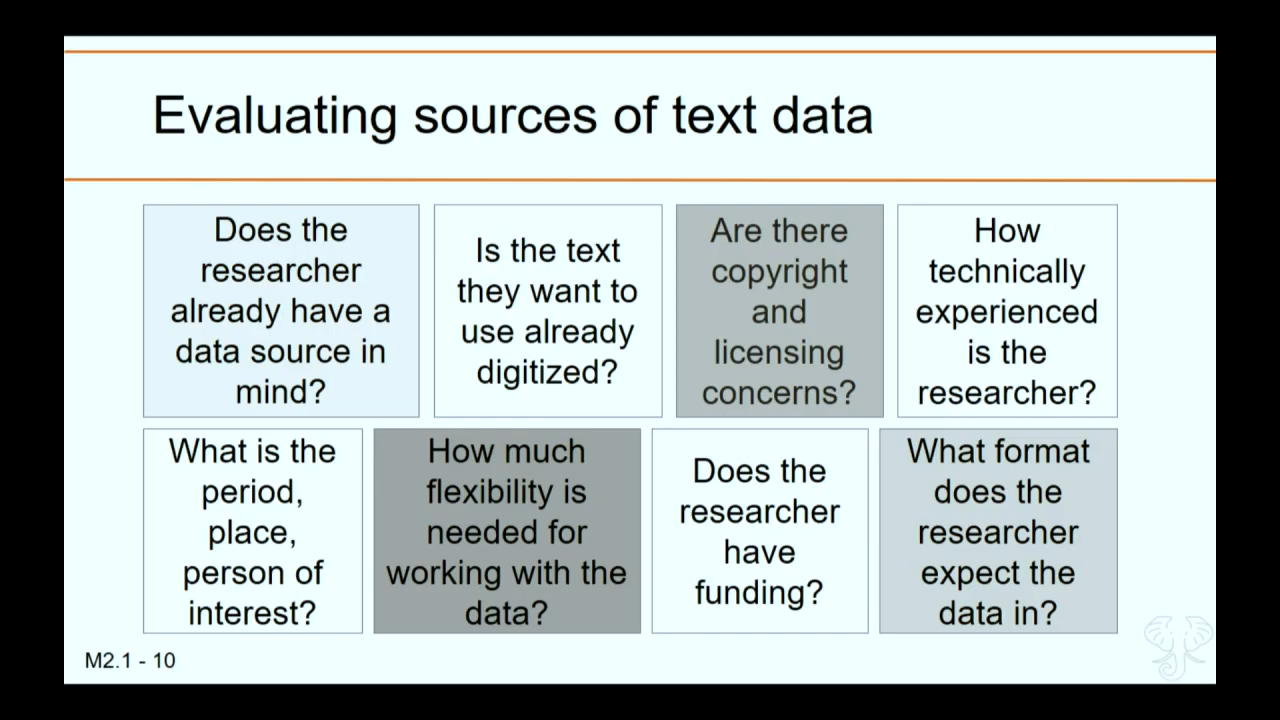 Evaluating sources of text data
Does the
researcher
already have a
data source in
mind?
Is the text
they want to
use already
digitized?
Are there
copyright
and
licensing
concerns?
How
technically
experienced
is the
researcher?
What is the
period,
place,
person of
interest?
How much
flexibility is
needed for
working with the
data?
Does the
researcher
have
funding?
What format
does the
researcher
expect the
data in?
M2.1 - 10